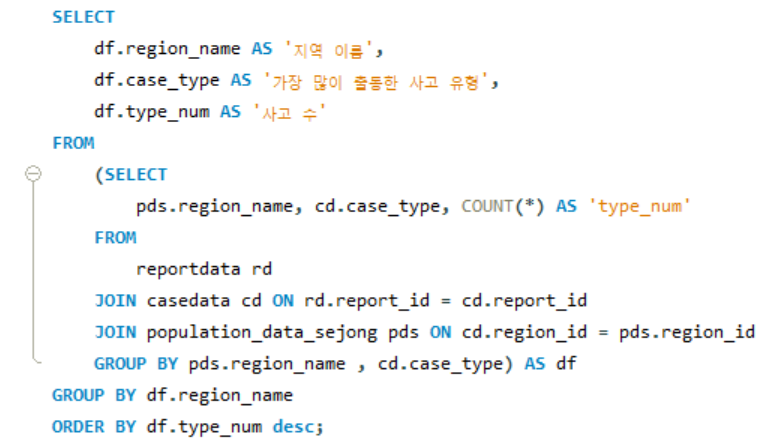 SELECT
df.region_name AS '지역 이름',
df.case_type AS '가장 많이 출동한 사고 유형',
df.type_num AS '사고 수'
FROM
(SELECT
pds.region_name, cd.case_type, COUNT(*) AS 'type_num'
FROM
reportdata rd
JOIN casedata cd ON rd.report_id = cd.report_id
JOIN population_data_sejong pds ON cd.region_id = pds.region_id
GROUP BY pds.region_name , cd.case_type) AS df
GROUP BY df.region_name
ORDER BY df.type_num desc;